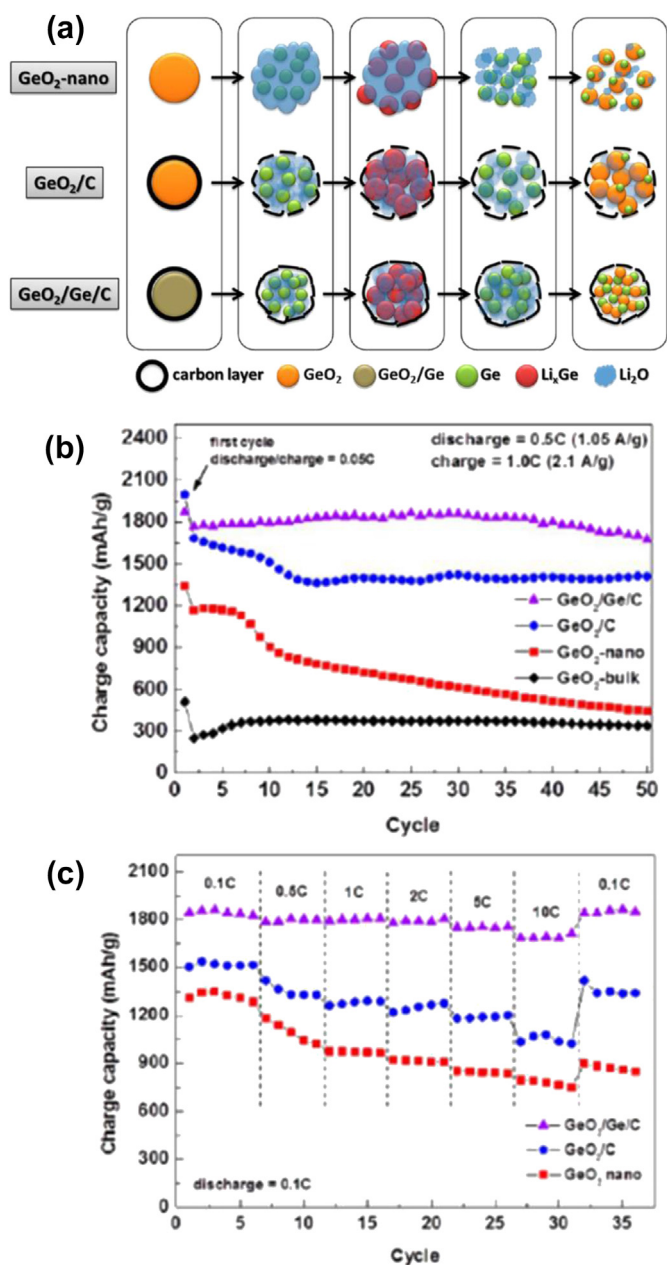 (a)
GeO₂-nano
GeO₂/C
GeO₂/Ge/C
carbon layer GeO₂ GeO₂/Ge Ge LiₓGe Li₂O
(b)
2400
2100
1800
1500
1200
900
600
300
0
Charge capacity (mAh/g)
first cycle
discharge/charge = 0.05C
discharge = 0.5C (1.05 A/g)
charge = 1.0C (2.1 A/g)
GeO₂/Ge/C
GeO₂/C
GeO₂-nano
GeO₂-bulk
0 5 10 15 20 25 30 35 40 45 50
Cycle
(c)
2100
1800
1500
1200
900
600
300
0
Charge capacity (mAh/g)
0.1C 0.5C 1C 2C 5C 10C 0.1C
GeO₂/Ge/C
GeO₂/C
GeO₂ nano
discharge = 0.1C
0 5 10 15 20 25 30 35
Cycle